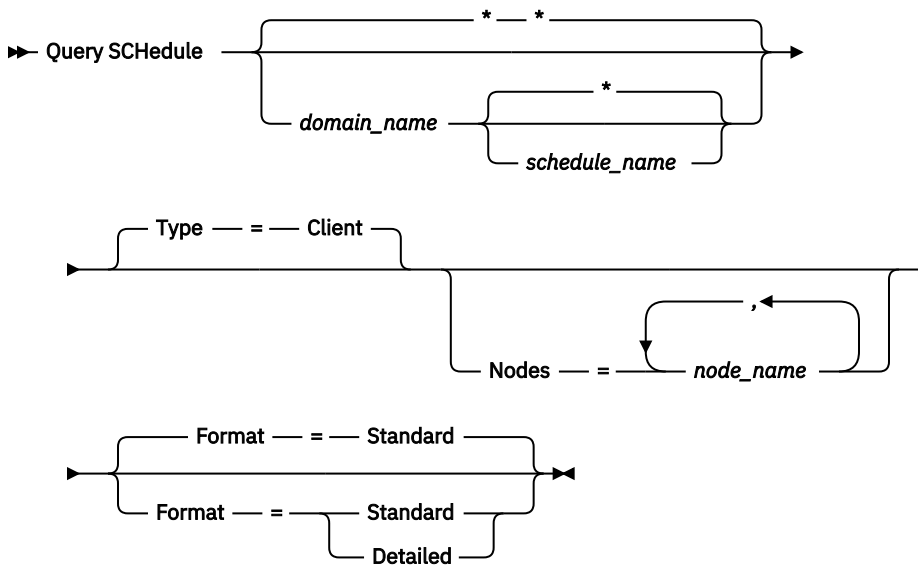 * *
Query SCHedule
*
domain_name
schedule_name
Type = Client
,
Nodes = node_name
Format = Standard
Format = Standard
Detailed